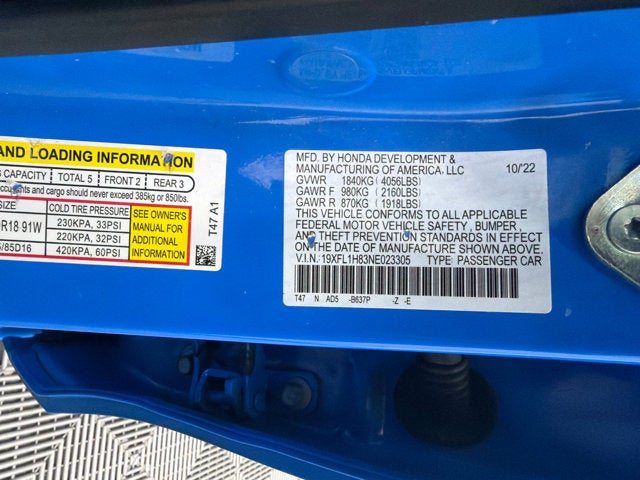 AND LOADING INFORMATION
CAPACITY TOTAL 5 FRONT 2 REAR 3
and cargo should never exceed 385kg or 850lbs.
SIZE COLD TIRE PRESSURE
R18 91W 230KPA, 33PSI
220KPA, 32PSI
5/85D16 420KPA, 60PSI
SEE OWNER'S
MANUAL FOR
ADDITIONAL
INFORMATION
T47 A1
MFD. BY HONDA DEVELOPMENT &
MANUFACTURING OF AMERICA, LLC 10/'22
GVWR 1840KG (4056LBS)
GAWR F 980KG (2160LBS)
GAWR R 870KG (1918LBS)
THIS VEHICLE CONFORMS TO ALL APPLICABLE
FEDERAL MOTOR VEHICLE SAFETY , BUMPER ,
AND THEFT PREVENTION STANDARDS IN EFFECT
ON THE DATE OF MANUFACTURE SHOWN ABOVE.
V.I.N.: 19XFL1H83NE023305 TYPE: PASSENGER CAR
T47 N AD5 -B637P -Z -E